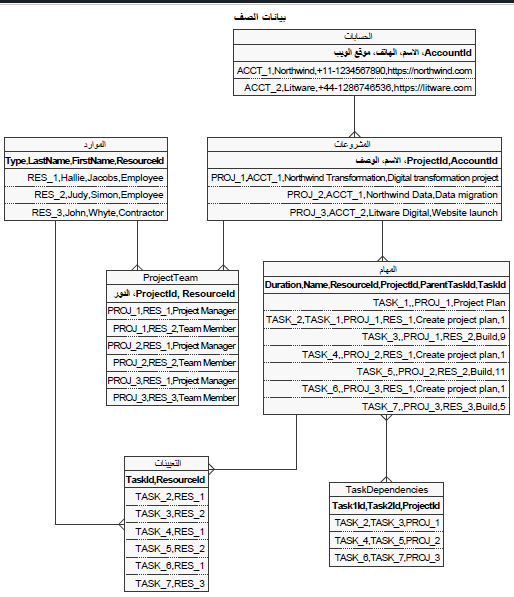 بيانات الصف
الحسابات
AccountId، الاسم، الهاتف، موقع الويب
ACCT_1,Northwind,+11-1234567890,https://northwind.com
ACCT_2,Litware,+44-1286746536,https://litware.com
الموارد
Type,LastName,FirstName,ResourceId
RES_1,Hallie,Jacobs,Employee
RES_2,Judy,Simon,Employee
RES_3,John,Whyte,Contractor
المشروعات
ProjectId,AccountId، الاسم، الوصف
PROJ_1,ACCT_1,Northwind Transformation,Digital transformation project
PROJ_2,ACCT_1,Northwind Data,Data migration
PROJ_3,ACCT_2,Litware Digital,Website launch
ProjectTeam
ProjectId, ResourceId، الدور
PROJ_1,RES_1,Project Manager
PROJ_1,RES_2,Team Member
PROJ_2,RES_1,Project Manager
PROJ_2,RES_2,Team Member
PROJ_3,RES_1,Project Manager
PROJ_3,RES_3,Team Member
المهام
Duration,Name,ResourceId,ProjectId,ParentTaskId,TaskId
TASK_1,,PROJ_1,Project Plan
TASK_2,TASK_1,PROJ_1,RES_1,Create project plan,1
TASK_3,,PROJ_1,RES_2,Build,9
TASK_4,,PROJ_2,RES_1,Create project plan,1
TASK_5,,PROJ_2,RES_2,Build,11
TASK_6,,PROJ_3,RES_1,Create project plan,1
TASK_7,,PROJ_3,RES_3,Build,5
التعيينات
TaskId,ResourceId
TASK_2,RES_1
TASK_3,RES_2
TASK_4,RES_1
TASK_5,RES_2
TASK_6,RES_1
TASK_7,RES_3
TaskDependencies
Task1Id,Task2Id,ProjectId
TASK_2,TASK_3,PROJ_1
TASK_4,TASK_5,PROJ_2
TASK_6,TASK_7,PROJ_3